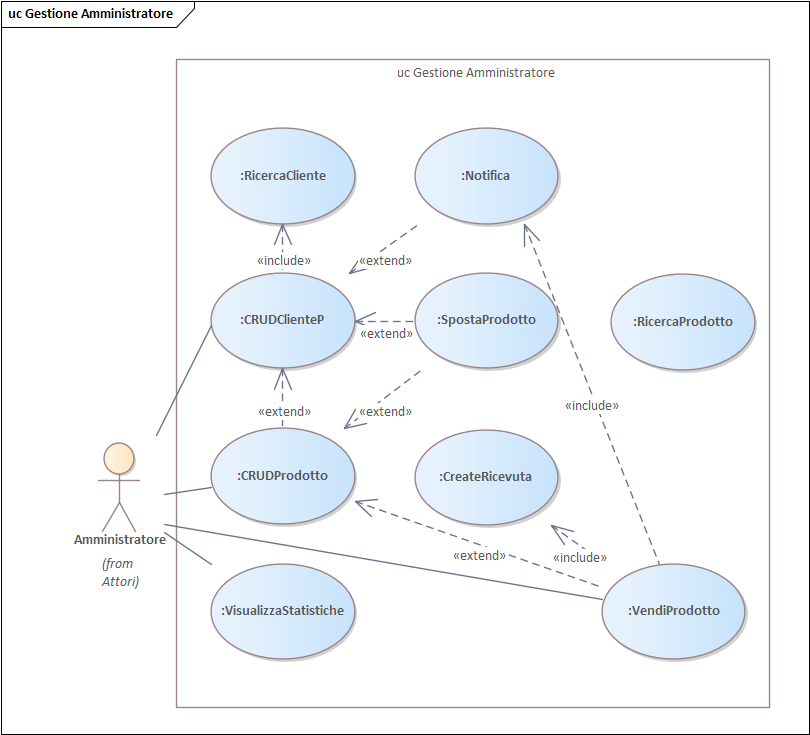 uc Gestione Amministratore
uc Gestione Amministratore
:RicercaCliente
:Notifica
«include»
«extend»
:CRUDClienteP
:SpostaProdotto
:RicercaProdotto
«extend»
«include»
«extend»
«extend»
:CRUDProdotto
:CreateRicevuta
Amministratore
(from
Attori)
«extend»
«include»
:VisualizzaStatistiche
:VendiProdotto